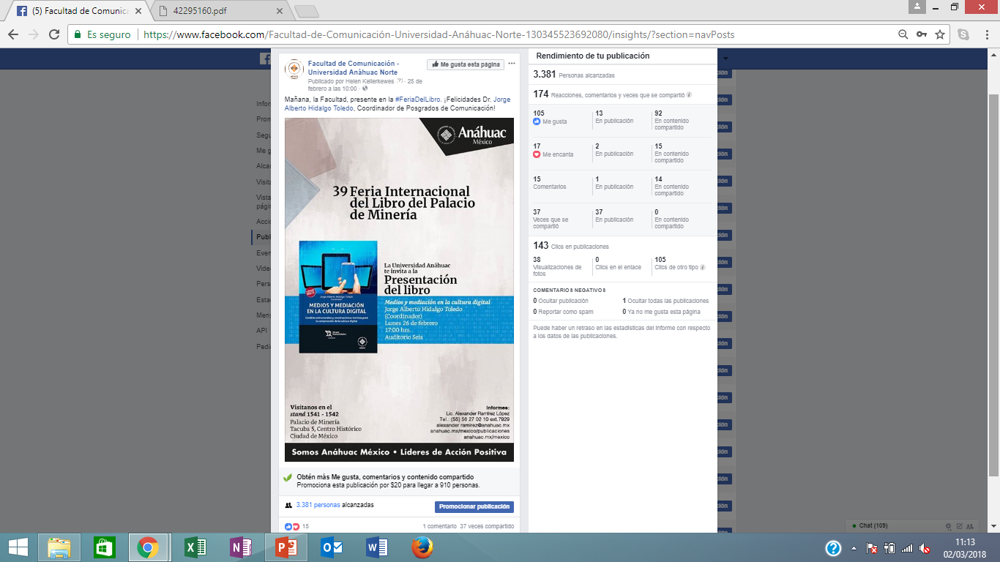 (5) Facultad de Comunica
42295160.pdf
Es seguro
https://www.facebook.com/Facultad-de-Comunicación-Universidad-Anáhuac-Norte-130345523692080/insights/?section=navPosts
Facultad de Comunicación -
Universidad Anáhuac Norte
Me gusta esta página
Publicado por Helen Kellerkewes [?] · 25 de
febrero a las 10:00 ·
Mañana, la Facultad, presente en la #FeriaDelLibro. ¡Felicidades Dr. Jorge
Alberto Hidalgo Toledo, Coordinador de Posgrados de Comunicación!
Anáhuac
México
39 Feria Internacional
del Libro del Palacio
de Minería
La Universidad Anáhuac
te invita a la
Presentación
del libro
Medios y mediación en la cultura digital
Jorge Alberto Hidalgo Toledo
(Coordinador)
Lunes 26 de febrero
17:00 hrs.
Auditorio Seis
Jorge Alberto Hidalgo Toledo
MEDIOS Y MEDIACIÓN
EN LA CULTURA DIGITAL
Visítanos en el
stand 1541 - 1542
Palacio de Minería
Tacuba 5, Centro Histórico
Ciudad de México
Informes:
Lic. Alexander Ramírez López
Tel.: (55) 56 27 02 10 ext.7929
alexander.ramirez@anahuac.mx
anahuac.mx/mexico/publicaciones
anahuac.mx/mexico
Somos Anáhuac México • Líderes de Acción Positiva
Obtén más Me gusta, comentarios y contenido compartido
Promociona esta publicación por $20 para llegar a 910 personas.
3.381 personas alcanzadas
Promocionar publicación
15
1 comentario 37 veces compartido
Rendimiento de tu publicación
3.381 Personas alcanzadas
174 Reacciones, comentarios y veces que se compartió
105 13 92
Me gusta En publicación En contenido
compartido
17 2 15
Me encanta En publicación En contenido
compartido
15 1 14
Comentarios En publicación En contenido
compartido
37 37 0
Veces que se En publicación En contenido
compartió compartido
143 Clics en publicaciones
38 0 105
Visualizaciones de Clics en el enlace Clics de otro tipo
fotos
COMENTARIOS NEGATIVOS
0 Ocultar publicación 1 Ocultar todas las publicaciones
0 Reportar como spam 0 Ya no me gusta esta página
Puede haber un retraso en las estadísticas del informe con respecto
a los datos de las publicaciones.
Infor
Prom
Segu
Me g
Alca
Visit
Vista
pági
Acci
Publ
Even
Vide
Pers
Esta
Mens
API
Pedi
Chat (109)
11:13
02/03/2018